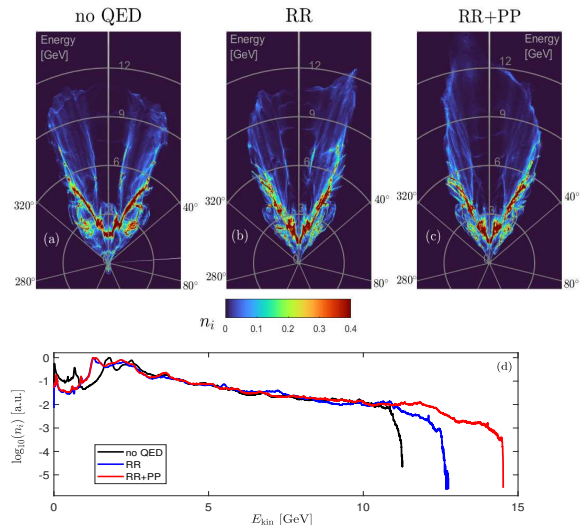 no QED RR RR+PP
Energy [GeV] Energy [GeV] Energy [GeV]
12 12 12
9 9 9
6 6 6
3 3
320° 40° 320° 40° 320° 40°
(a) (b) (c)
280° 80° 280° 80° 280° 80°
n_i 0 0.1 0.2 0.3 0.4
(d)
log10(n_i) [a.u.]
0
-1
-2
-3
-4
-5
no QED
RR
RR+PP
0 5 10 15
E_kin [GeV]